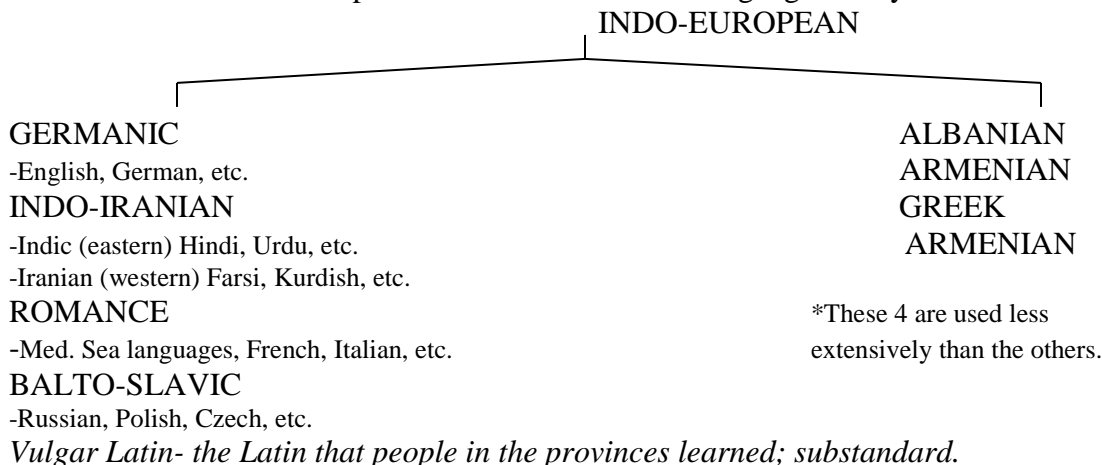 INDO-EUROPEAN
GERMANIC ALBANIAN
-English, German, etc. ARMENIAN
INDO-IRANIAN GREEK
-Indic (eastern) Hindi, Urdu, etc. ARMENIAN
-Iranian (western) Farsi, Kurdish, etc.
ROMANCE *These 4 are used less
-Med. Sea languages, French, Italian, etc. extensively than the others.
BALTO-SLAVIC
-Russian, Polish, Czech, etc.
Vulgar Latin- the Latin that people in the provinces learned; substandard.